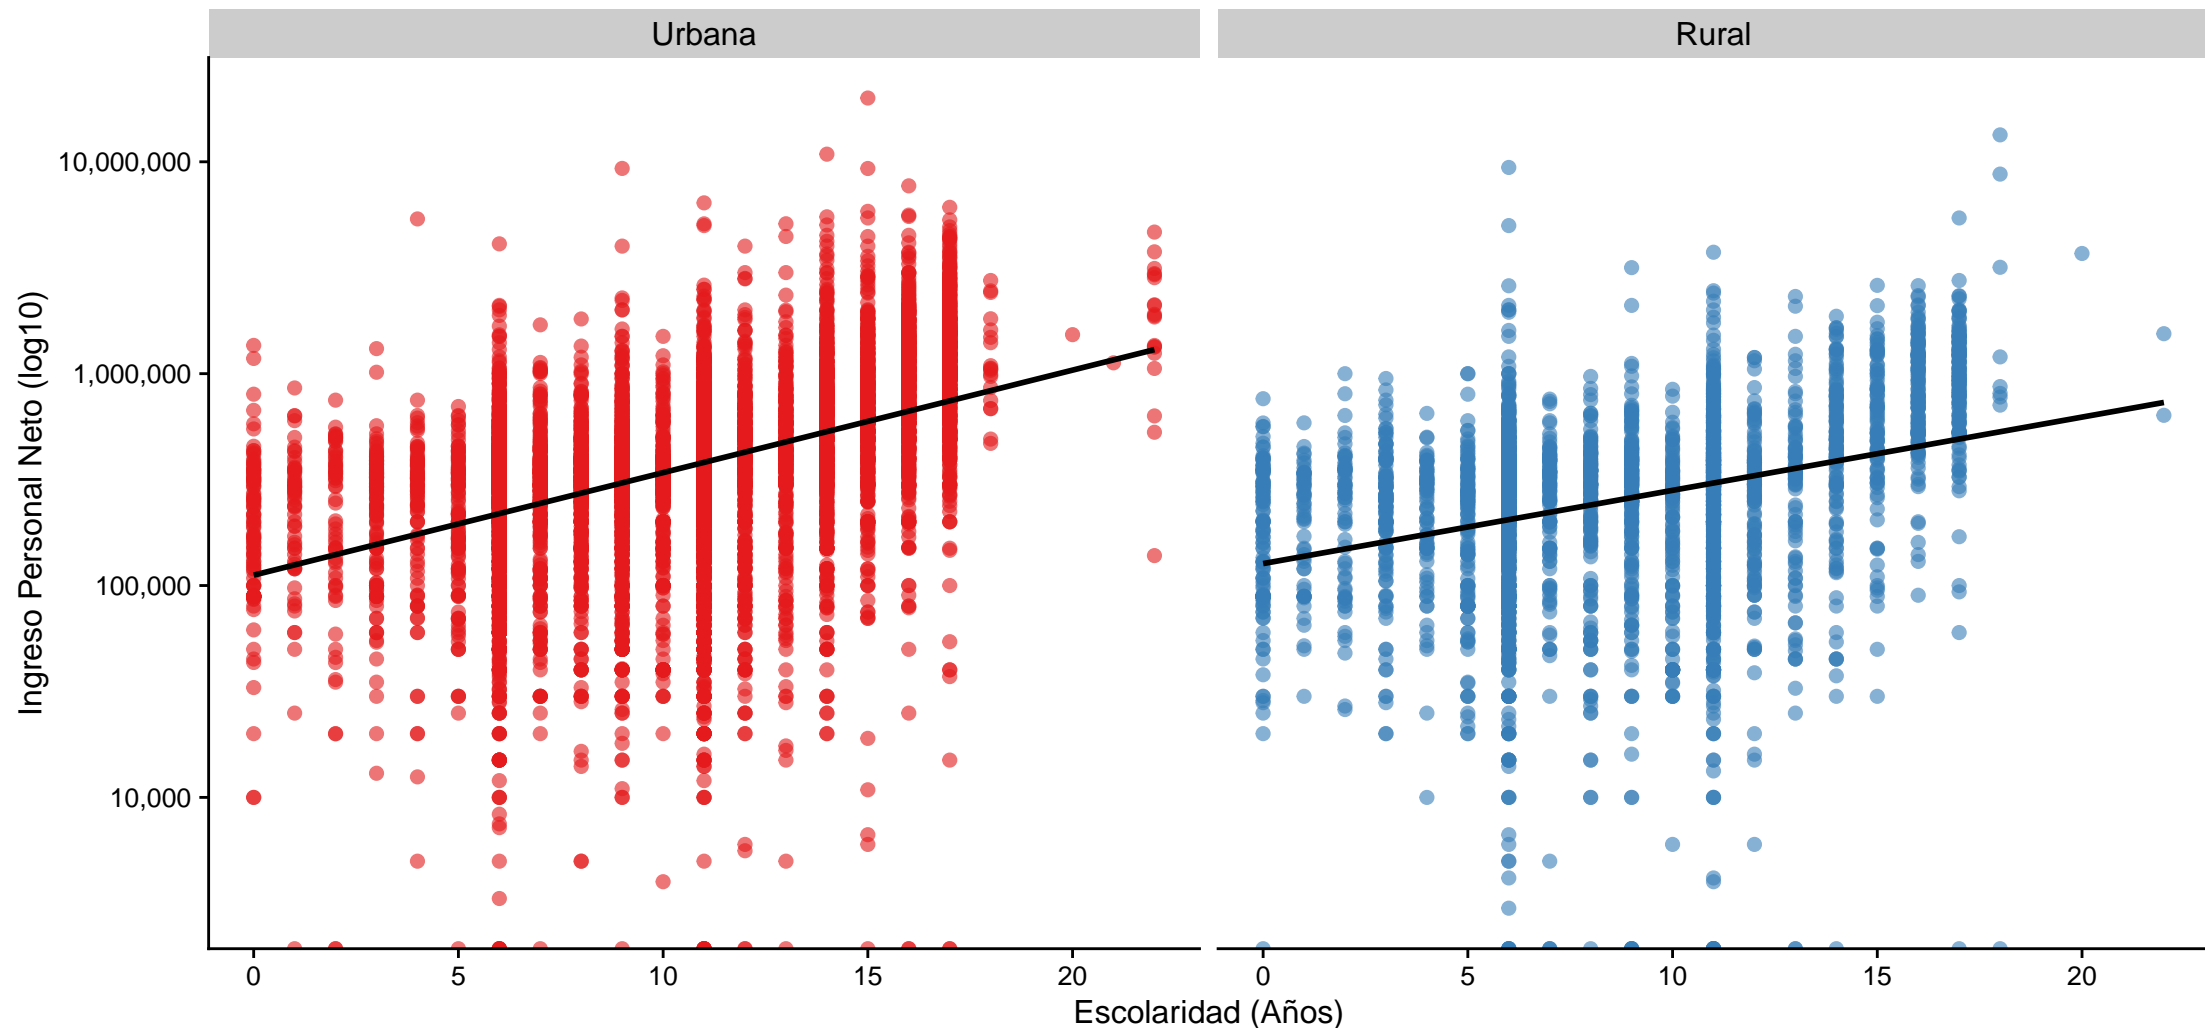 Urbana
Rural
Ingreso Personal Neto (log10)
10,000,000
1,000,000
100,000
10,000
0 5 10 15 20
0 5 10 15 20
Escolaridad (Años)